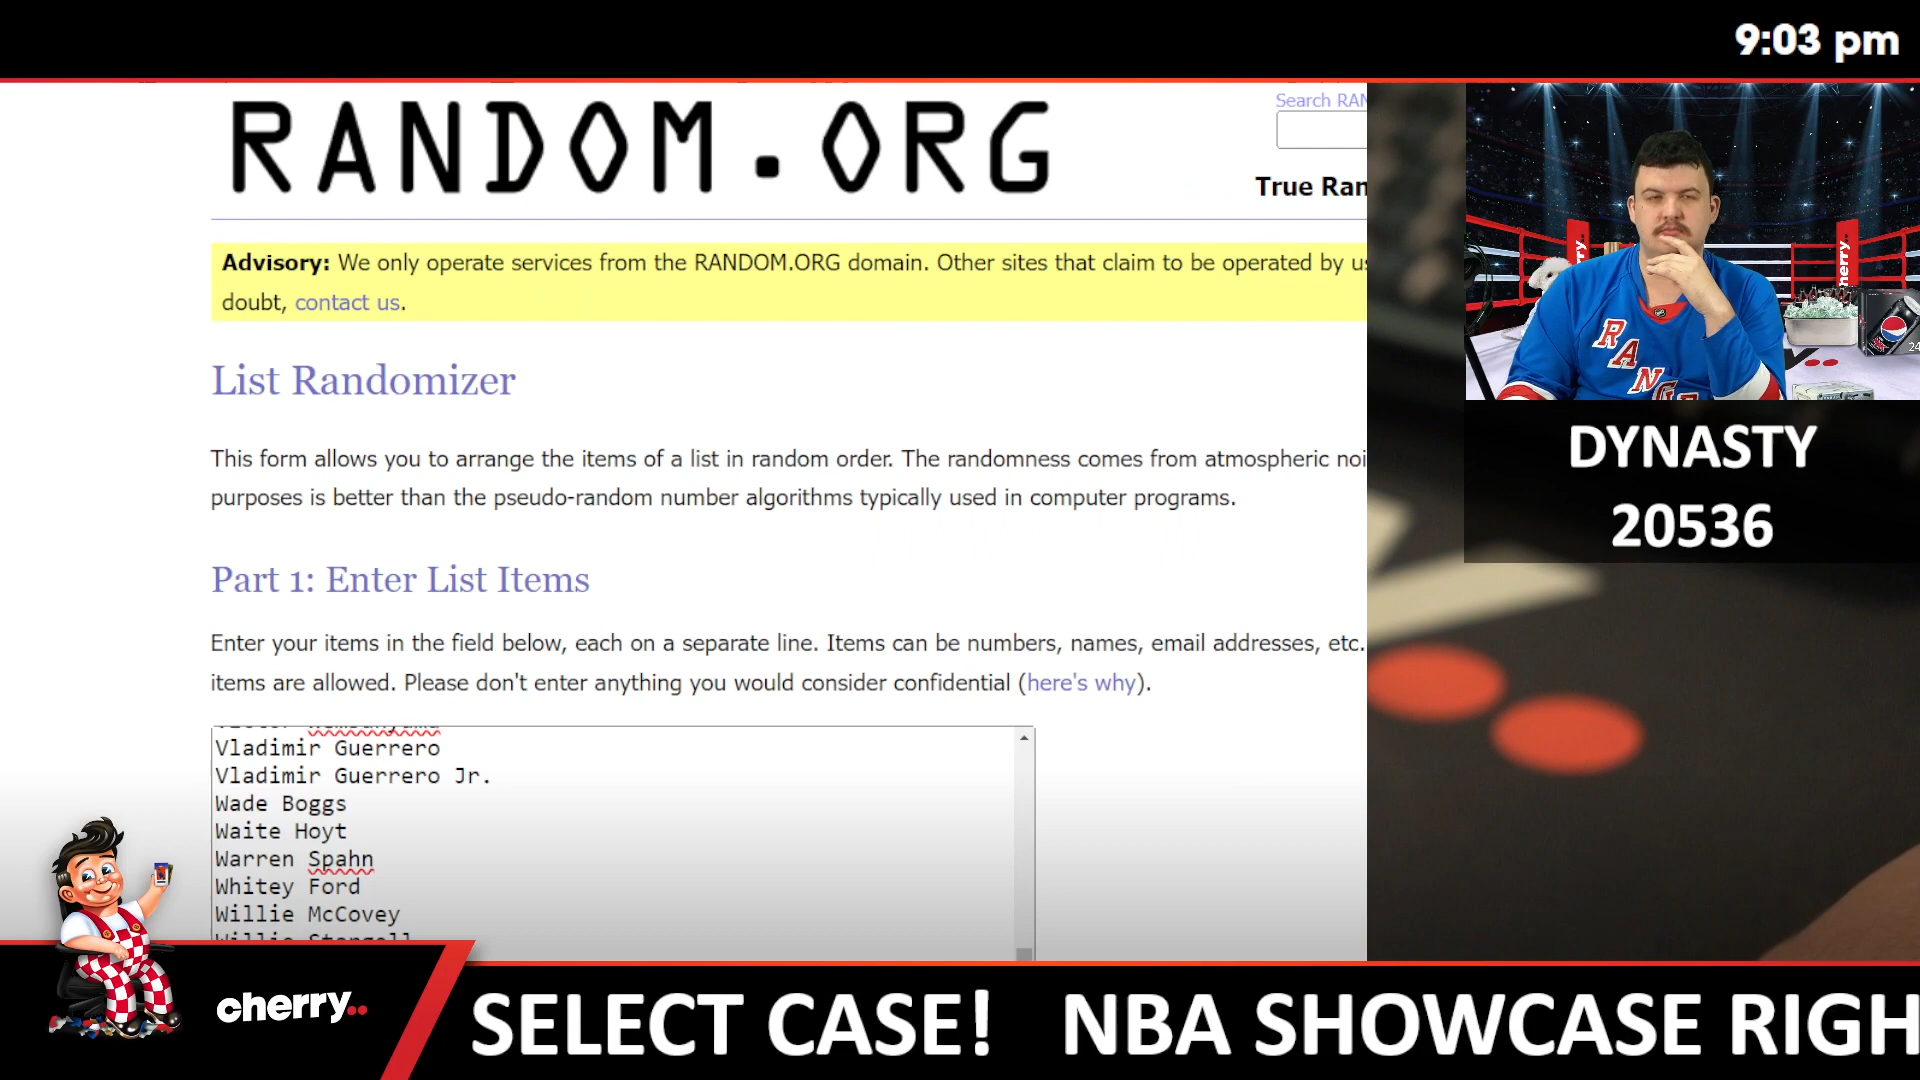 9:03 pm
RANDOM.ORG
Search RAN
True Ran
Advisory: We only operate services from the RANDOM.ORG domain. Other sites that claim to be operated by us
doubt, contact us.
List Randomizer
This form allows you to arrange the items of a list in random order. The randomness comes from atmospheric noi
purposes is better than the pseudo-random number algorithms typically used in computer programs.
Part 1: Enter List Items
Enter your items in the field below, each on a separate line. Items can be numbers, names, email addresses, etc.
items are allowed. Please don't enter anything you would consider confidential (here's why).
Vladimir Guerrero
Vladimir Guerrero Jr.
Wade Boggs
Waite Hoyt
Warren Spahn
Whitey Ford
Willie McCovey
Willie Stargell
RANGE
DYNASTY
20536
cherry..
SELECT CASE! NBA SHOWCASE RIGH